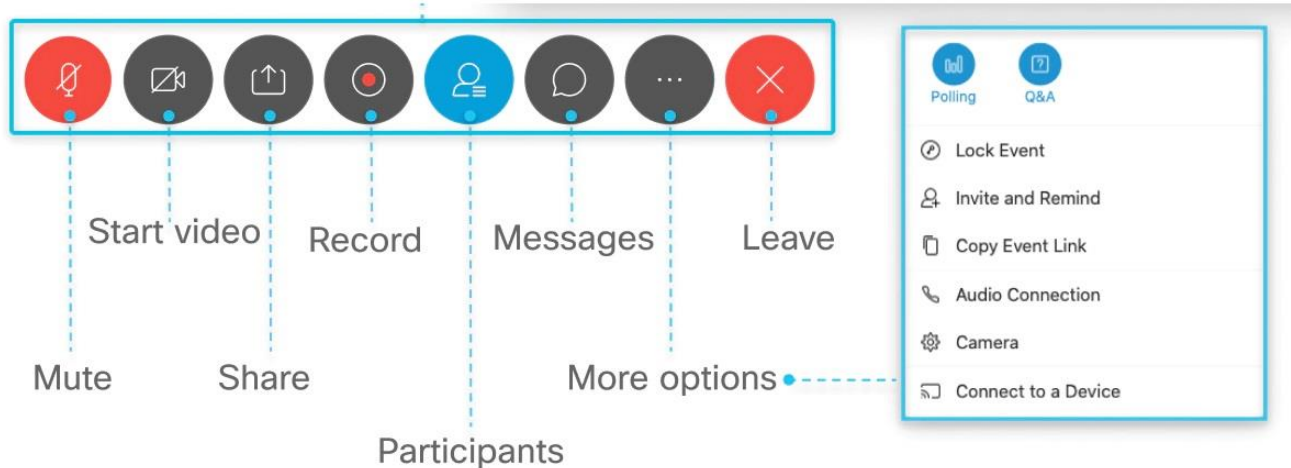 Start video
Record
Messages
Leave
Mute
Share
More options
Participants
Polling
Q&A
Lock Event
Invite and Remind
Copy Event Link
Audio Connection
Camera
Connect to a Device